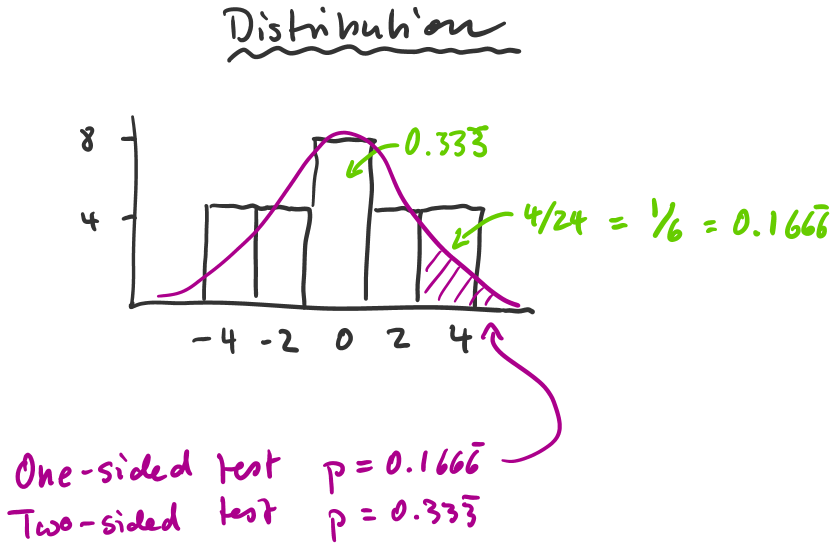 Distribution
8
0.333̅
4
4/24 = 1/6 = 0.1666̅
-4 -2 0 2 4
One-sided test p = 0.1666̅
Two-sided test p = 0.333̅